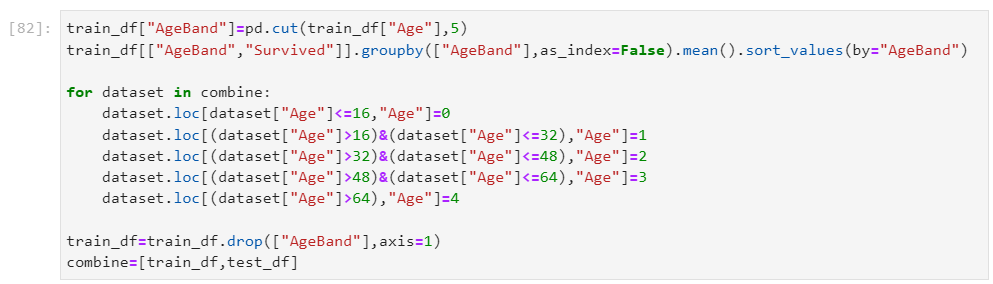 [82]: train_df["AgeBand"]=pd.cut(train_df["Age"],5)
train_df[["AgeBand","Survived"]].groupby(["AgeBand"],as_index=False).mean().sort_values(by="AgeBand")

for dataset in combine:
    dataset.loc[dataset["Age"]<=16,"Age"]=0
    dataset.loc[(dataset["Age"]>16)&(dataset["Age"]<=32),"Age"]=1
    dataset.loc[(dataset["Age"]>32)&(dataset["Age"]<=48),"Age"]=2
    dataset.loc[(dataset["Age"]>48)&(dataset["Age"]<=64),"Age"]=3
    dataset.loc[(dataset["Age"]>64),"Age"]=4

train_df=train_df.drop(["AgeBand"],axis=1)
combine=[train_df,test_df]